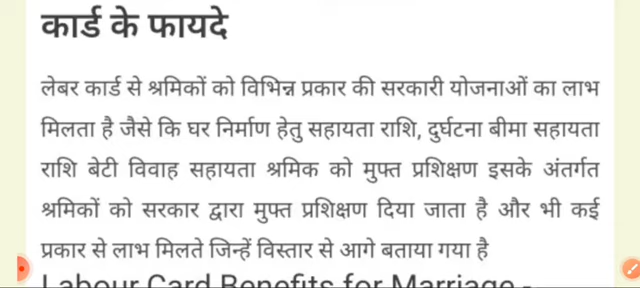 कार्ड के फायदे
लेबर कार्ड से श्रमिकों को विभिन्न प्रकार की सरकारी योजनाओं का लाभ
मिलता है जैसे कि घर निर्माण हेतु सहायता राशि, दुर्घटना बीमा सहायता
राशि बेटी विवाह सहायता श्रमिक को मुफ्त प्रशिक्षण इसके अंतर्गत
श्रमिकों को सरकार द्वारा मुफ्त प्रशिक्षण दिया जाता है और भी कई
प्रकार से लाभ मिलते जिन्हें विस्तार से आगे बताया गया है
Labour Card Benefits for Marriage -